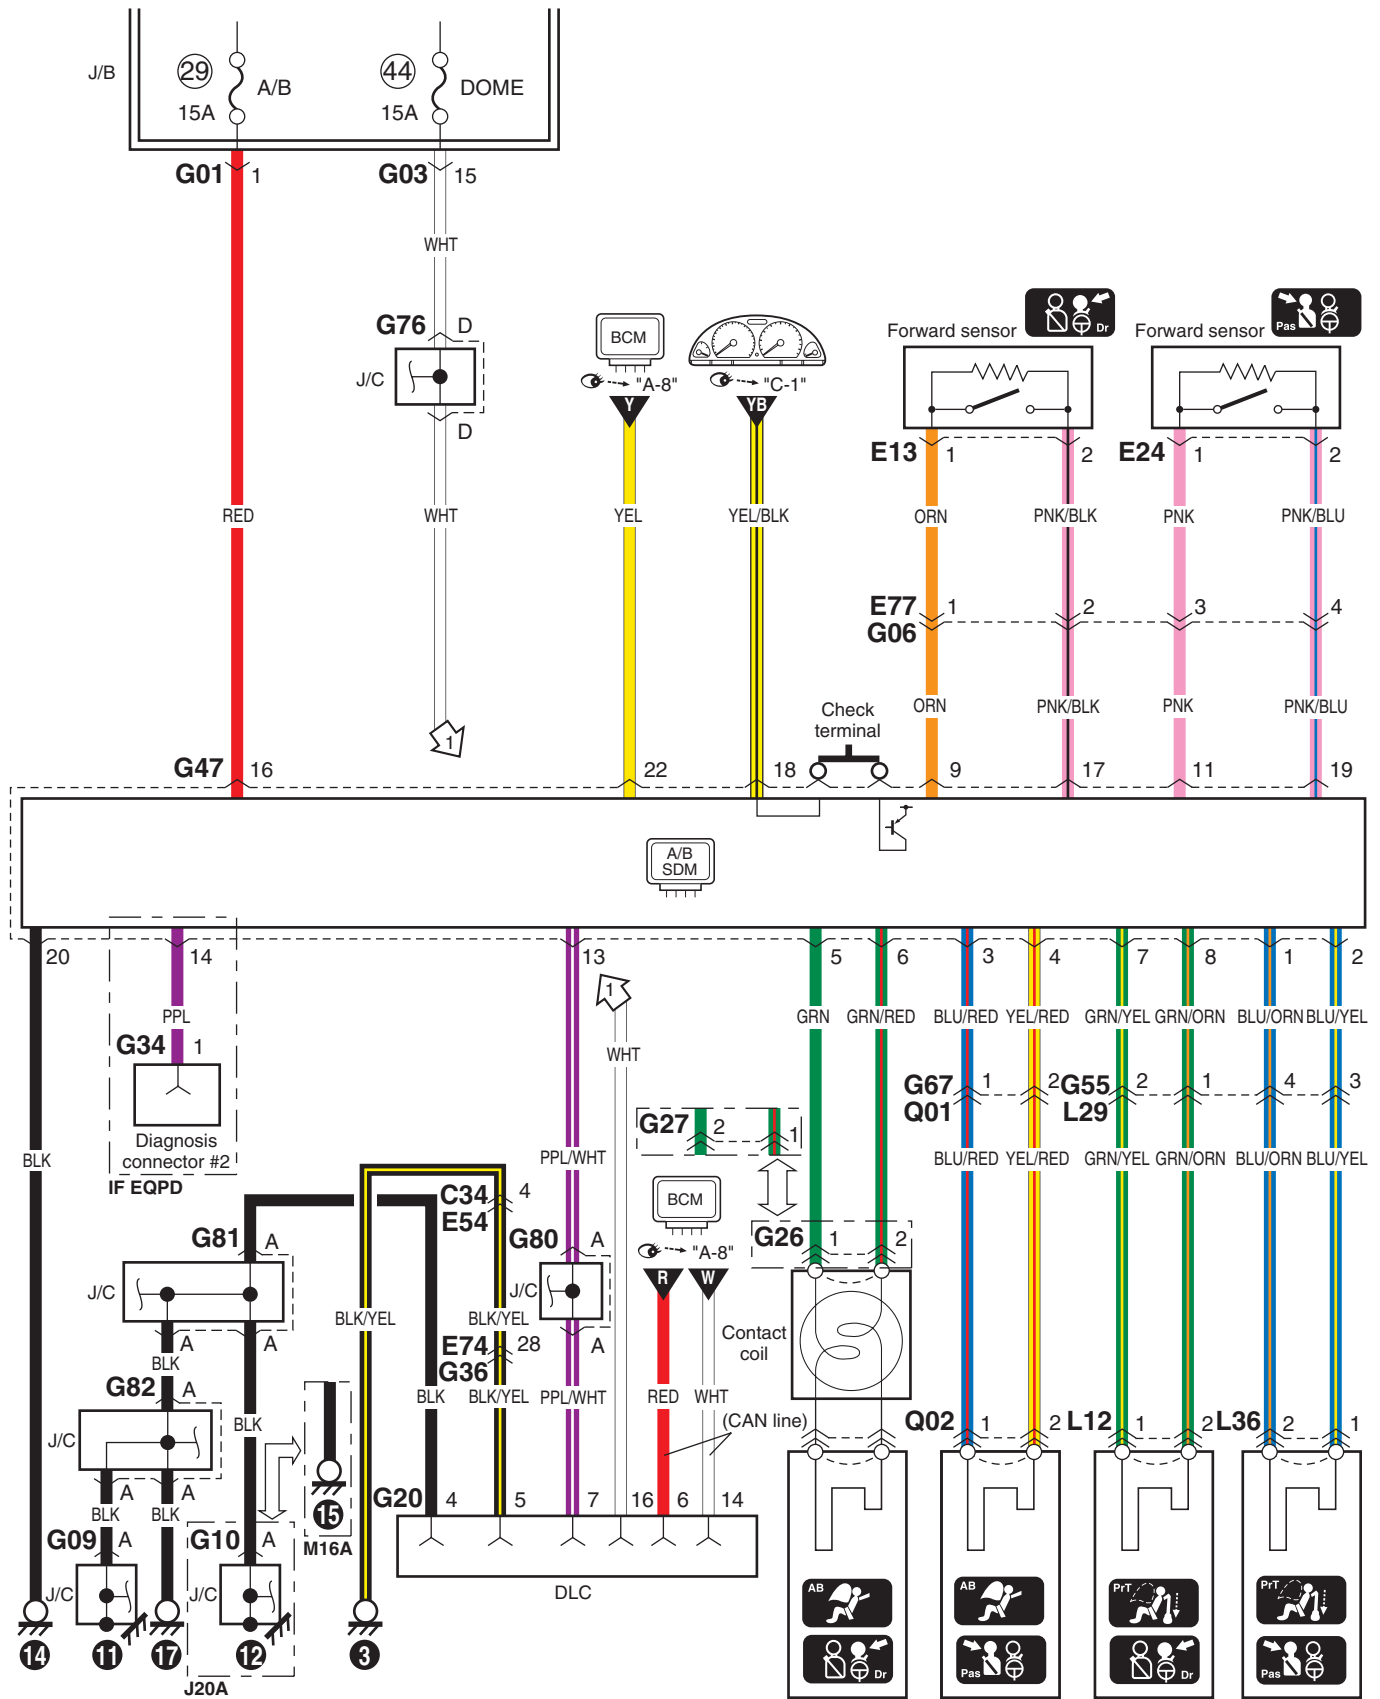 J/B
29
A/B
15A
44
DOME
15A
G01
1
G03
15
WHT
G76
D
J/C
D
BCM
"A-8"
Y
"C-1"
YB
Forward sensor
Dr
Forward sensor
Pas
E13
1
2
E24
1
2
RED
WHT
YEL
YEL/BLK
ORN
PNK/BLK
PNK
PNK/BLU
E77
G06
1
2
3
4
ORN
PNK/BLK
PNK
PNK/BLU
Check
terminal
1
G47
16
22
18
9
17
11
19
A/B
SDM
20
14
13
5
6
3
4
7
8
1
2
PPL
1
GRN
GRN/RED
BLU/RED
YEL/RED
GRN/YEL
GRN/ORN
BLU/ORN
BLU/YEL
G34
1
WHT
Diagnosis
connector #2
IF EQPD
G67
Q01
1
2
G55
L29
2
1
4
3
G27
2
1
BLK
PPL/WHT
BLU/RED
YEL/RED
GRN/YEL
GRN/ORN
BLU/ORN
BLU/YEL
C34
E54
4
BCM
"A-8"
R
W
G26
1
2
G81
A
J/C
A
A
G80
A
J/C
A
BLK/YEL
BLK/YEL
E74
G36
28
Contact
coil
BLK
G82
A
J/C
A
A
BLK
BLK
BLK/YEL
PPL/WHT
RED
WHT
(CAN line)
Q02
1
2
L12
1
2
L36
2
1
BLK
BLK
15
M16A
G20
4
5
7
16
6
14
DLC
G09
A
J/C
G10
A
J/C
14
11
17
12
J20A
3
AB
Dr
AB
Pas
PrT
Dr
PrT
Pas